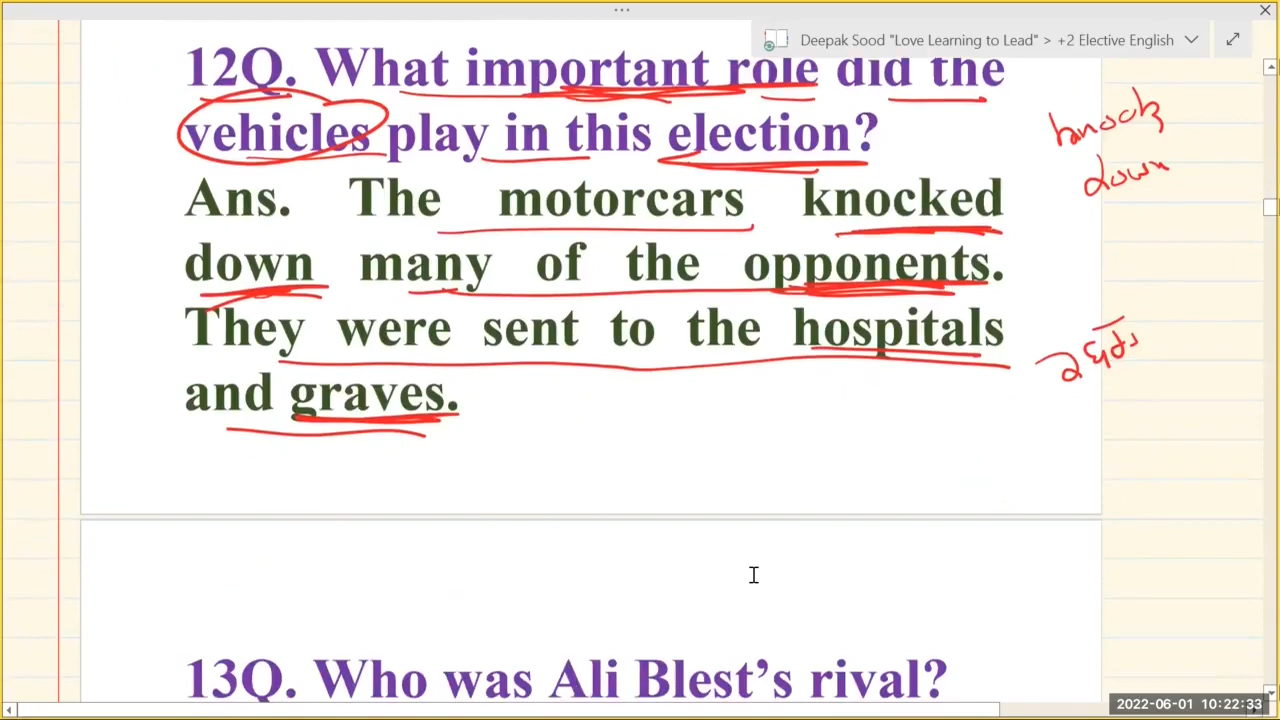 Deepak Sood "Love Learning to Lead" > +2 Elective English
12Q. What important role did the
vehicles play in this election?
Ans. The motorcars knocked
down many of the opponents.
They were sent to the hospitals
and graves.
knock
down
13Q. Who was Ali Blest's rival?
2022-06-01 10:22:33